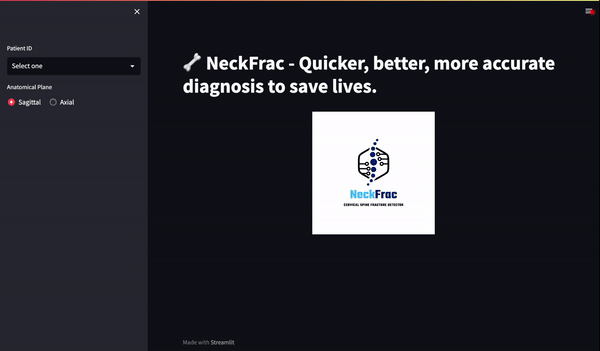 Patient ID
Select one
Anatomical Plane
Sagittal
Axial
🦴 NeckFrac - Quicker, better, more accurate
diagnosis to save lives.
NeckFrac
CERVICAL SPINE FRACTURE DETECTOR
Made with Streamlit